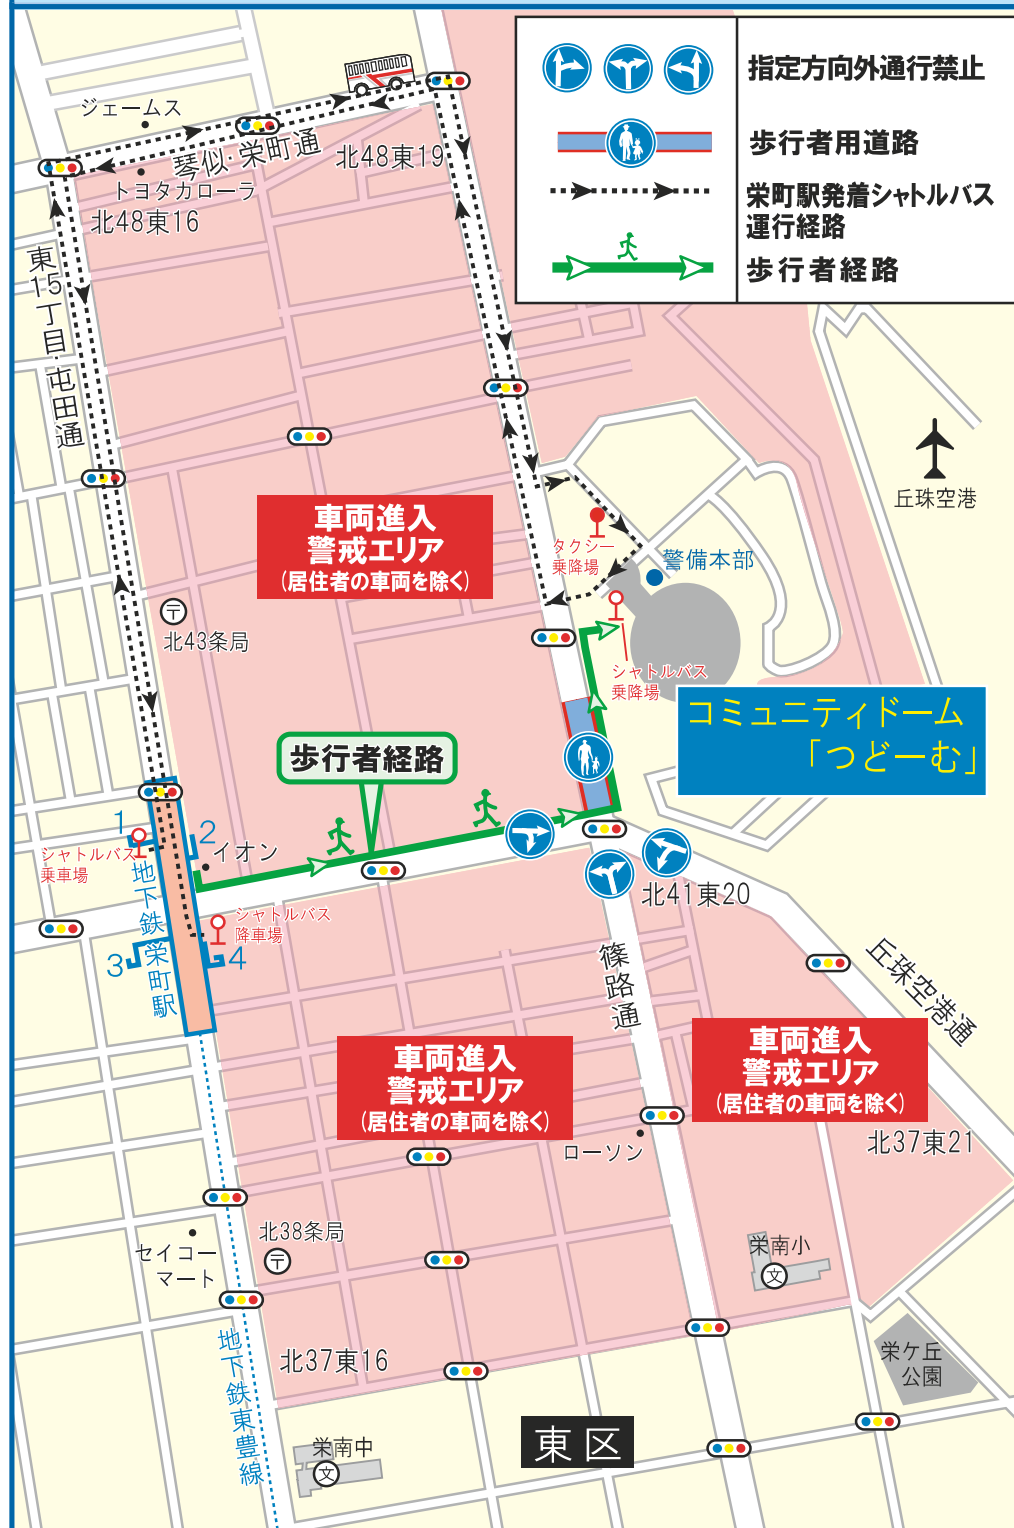 指定方向外通行禁止
歩行者用道路
栄町駅発着シャトルバス
運行経路
歩行者経路
ジェームス
琴似・栄町通
北48東19
トヨタカローラ
北48東16
東15丁目・屯田通
丘珠空港
車両進入
警戒エリア
(居住者の車両を除く)
タクシー
乗降場
警備本部
〒
北43条局
シャトルバス
乗降場
コミュニティドーム
「つどーむ」
歩行者経路
1
2
シャトルバス
乗車場
イオン
地下鉄栄町駅
北41東20
シャトルバス
降車場
3
4
篠路通
丘珠空港通
車両進入
警戒エリア
(居住者の車両を除く)
車両進入
警戒エリア
(居住者の車両を除く)
ローソン
北37東21
北38条局
〒
セイコー
マート
栄南小
文
地下鉄東豊線
北37東16
栄ケ丘
公園
東区
栄南中
文